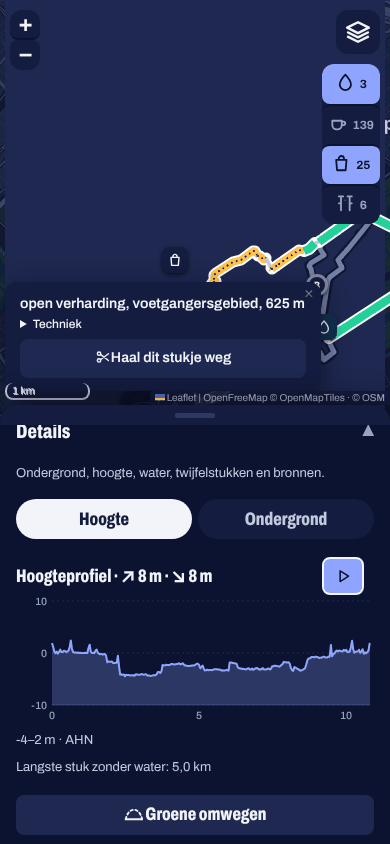 +
−
3
139
25
6
open verharding, voetgangersgebied, 625 m
×
▶ Techniek
Haal dit stukje weg
1 km
Leaflet | OpenFreeMap © OpenMapTiles · © OSM
Details
▲
Ondergrond, hoogte, water, twijfelstukken en bronnen.
Hoogte
Ondergrond
Hoogteprofiel · ↗ 8 m · ↘ 8 m
10
0
-10
0
5
10
-4–2 m · AHN
Langste stuk zonder water: 5,0 km
Groene omwegen